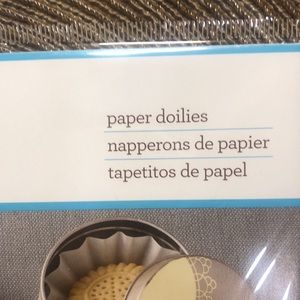 paper doilies
napperons de papier
tapetitos de papel